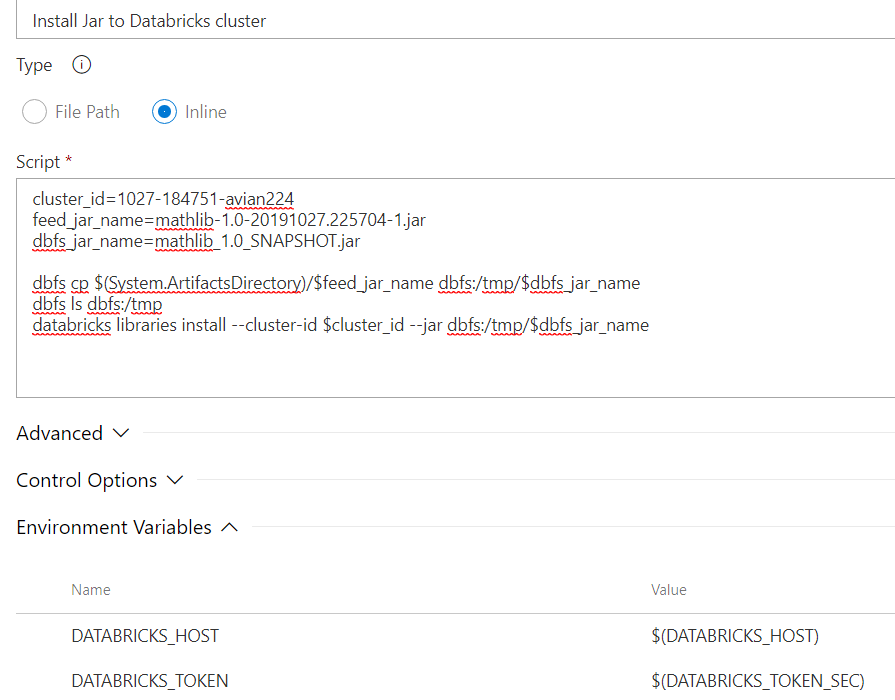 Install Jar to Databricks cluster
Type
File Path Inline
Script *
cluster_id=1027-184751-avian224
feed_jar_name=mathlib-1.0-20191027.225704-1.jar
dbfs_jar_name=mathlib_1.0_SNAPSHOT.jar
dbfs cp $(System.ArtifactsDirectory)/$feed_jar_name dbfs:/tmp/$dbfs_jar_name
dbfs ls dbfs:/tmp
databricks libraries install --cluster-id $cluster_id --jar dbfs:/tmp/$dbfs_jar_name
Advanced
Control Options
Environment Variables
Name Value
DATABRICKS_HOST $(DATABRICKS_HOST)
DATABRICKS_TOKEN $(DATABRICKS_TOKEN_SEC)